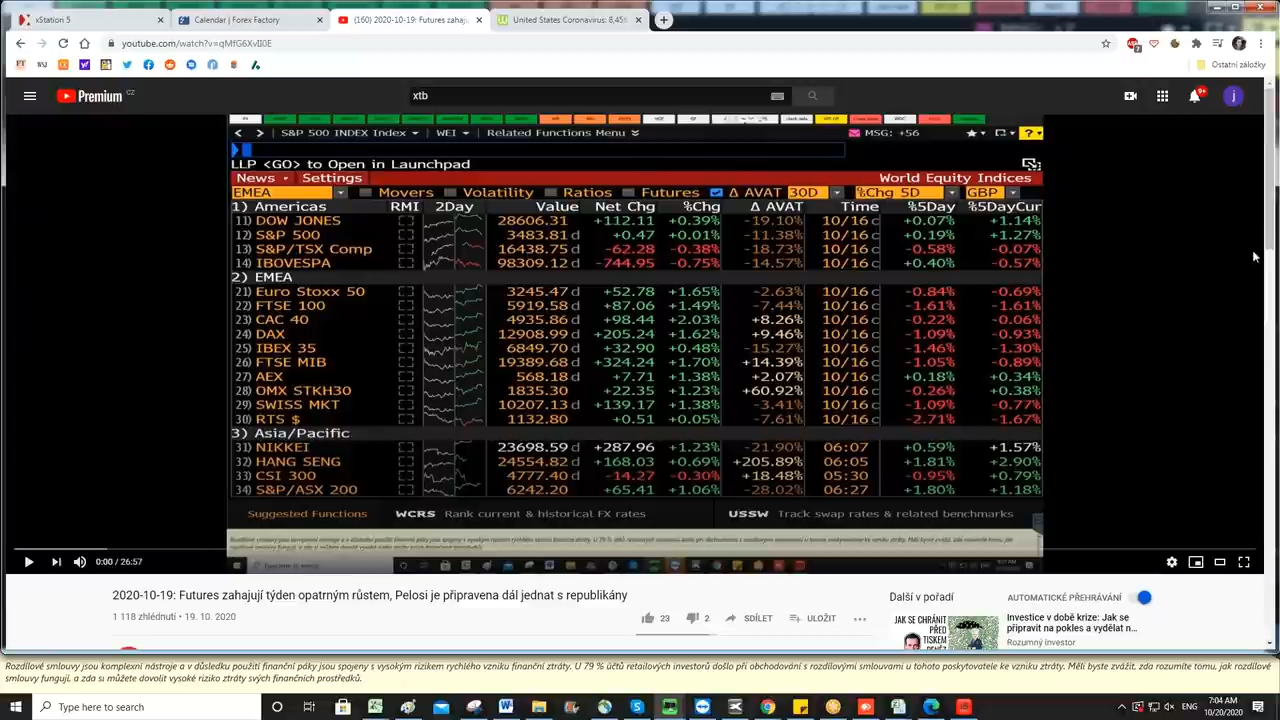 xStation 5
Calendar | Forex Factory
(160) 2020-10-19: Futures zahaju
United States Coronavirus: 8,45
youtube.com/watch?v=qMfG6XvlI0E
Ostatní záložky
Premium CZ
xtb
9+
j
S&P 500 INDEX Index
WEI
Related Functions Menu
MSG: +56
LLP <GO> to Open in Launchpad
News Settings World Equity Indices
EMEA Movers Volatility Ratios Futures Δ AVAT 30D %Chg 5D GBP
1) Americas RMI 2Day Value Net Chg %Chg Δ AVAT Time %5Day %5DayCur
11) DOW JONES 28606.31 +112.11 +0.39% -19.10% 10/16 c +0.07% +1.14%
12) S&P 500 3483.81 d +0.47 +0.01% -11.38% 10/16 c +0.19% +1.27%
13) S&P/TSX Comp 16438.75 d -62.28 -0.38% -18.73% 10/16 c -0.58% -0.07%
14) IBOVESPA 98309.12 d -744.95 -0.75% -14.57% 10/16 c +0.40% -0.57%
2) EMEA
21) Euro Stoxx 50 3245.47 d +52.78 +1.65% -2.63% 10/16 c -0.84% -0.69%
22) FTSE 100 5919.58 d +87.06 +1.49% -7.44% 10/16 c -1.61% -1.61%
23) CAC 40 4935.86 d +98.44 +2.03% +8.26% 10/16 c -0.22% -0.06%
24) DAX 12908.99 d +205.24 +1.62% +9.46% 10/16 c -1.09% -0.93%
25) IBEX 35 6849.70 d +32.90 +0.48% -15.27% 10/16 c -1.46% -1.30%
26) FTSE MIB 19389.68 d +324.24 +1.70% +14.39% 10/16 c -1.05% -0.89%
27) AEX 568.18 d +7.71 +1.38% +2.07% 10/16 c +0.18% +0.34%
28) OMX STKH30 1835.30 +22.35 +1.23% +60.92% 10/16 c -0.26% +0.38%
29) SWISS MKT 10207.13 d +139.17 +1.38% -3.41% 10/16 c -1.09% -0.77%
30) RTS $ 1132.80 +0.51 +0.05% -7.61% 10/16 c -2.71% -1.67%
3) Asia/Pacific
31) NIKKEI 23698.59 d +287.96 +1.23% -21.90% 06:07 +0.59% +1.57%
32) HANG SENG 24554.82 d +168.03 +0.69% +205.89% 06:05 +1.81% +2.90%
33) CSI 300 4777.40 d -14.27 -0.30% +18.48% 05:30 -0.95% +0.79%
34) S&P/ASX 200 6242.20 +65.41 +1.06% -28.02% 06:27 +1.80% +1.18%
Suggested Functions WCRS Rank current & historical FX rates USSW Track swap rates & related benchmarks
0:00 / 26:57
2020-10-19: Futures zahajují týden opatrným růstem, Pelosi je připravena dál jednat s republikány
1 118 zhlédnutí • 19. 10. 2020
23
2
SDÍLET
ULOŽIT
Další v pořadí
AUTOMATICKÉ PŘEHRÁVÁNÍ
JAK SE CHRÁNIT
PŘED
TISKEM
Investice v době krize: Jak se
připravit na pokles a vydělat n...
Rozumný investor
Rozdílové smlouvy jsou komplexní nástroje a v důsledku použití finanční páky jsou spojeny s vysokým rizikem rychlého vzniku finanční ztráty. U 79 % účtů retailových investorů došlo při obchodování s rozdílovými smlouvami u tohoto poskytovatele ke vzniku ztráty. Měli byste zvážit, zda rozumíte tomu, jak rozdílové
smlouvy fungují, a zda si můžete dovolit vysoké riziko ztráty svých finančních prostředků.
Type here to search
ENG
7:04 AM
10/20/2020